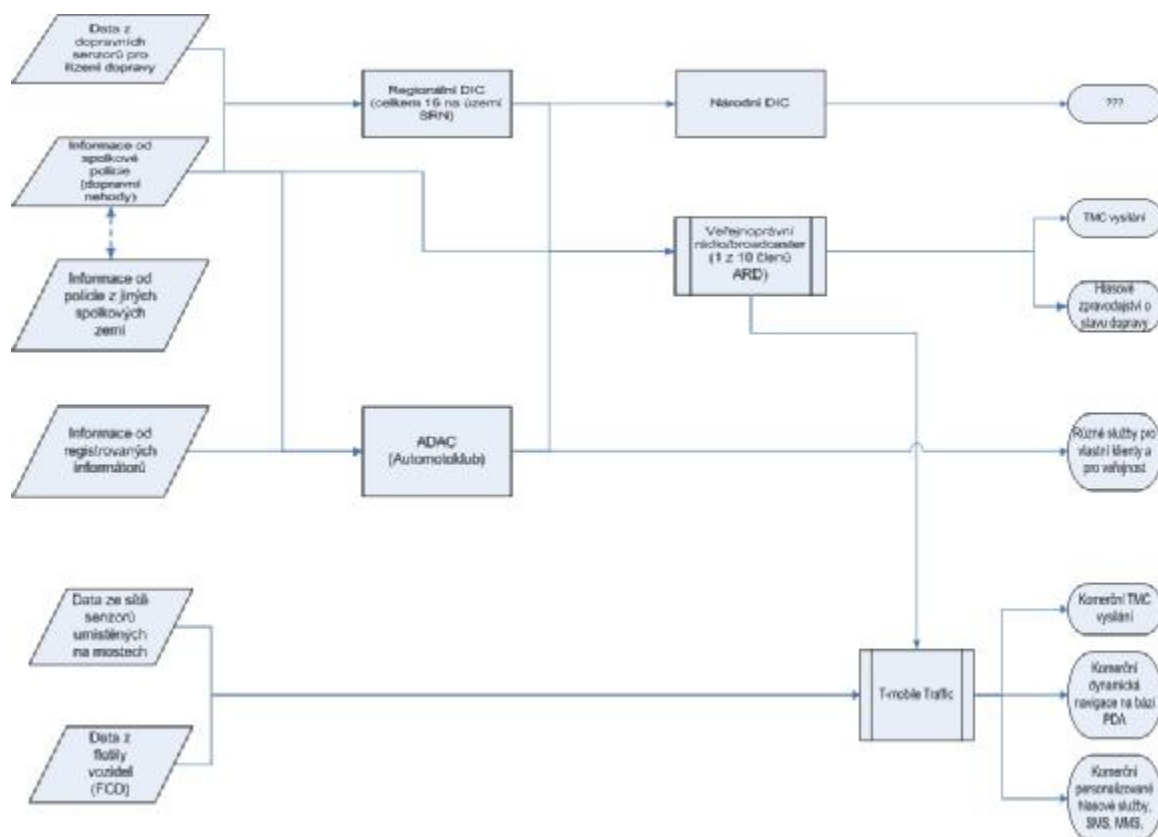 Data z
dopravních
senzorů pro
řízení dopravy
Regionální DIC
(celkem 16 na území
SRN)
Národní DIC
???
Informace od
spolkové
policie
(dopravní
nehody)
TMC vysílání
Veřejnoprávní
rádio/broadcaster
(1 z 10 členů
ARD)
Informace od
policie z jiných
spolkových
zemí
Hlasové
zpravodajství o
stavu dopravy
Informace od
registrovaných
informátorů
ADAC
(Automotoklub)
Různé služby pro
vlastní klienty a
pro veřejnost
Data ze sítě
senzorů
umistěných
na mostech
Komerční TMC
vysílání
T-mobile Traffic
Komerční
dynamická
navigace na bázi
PDA
Data z
flotily
vozidel
(FCD)
Komerční
personalizované
hlasové služby,
SMS, MMS,